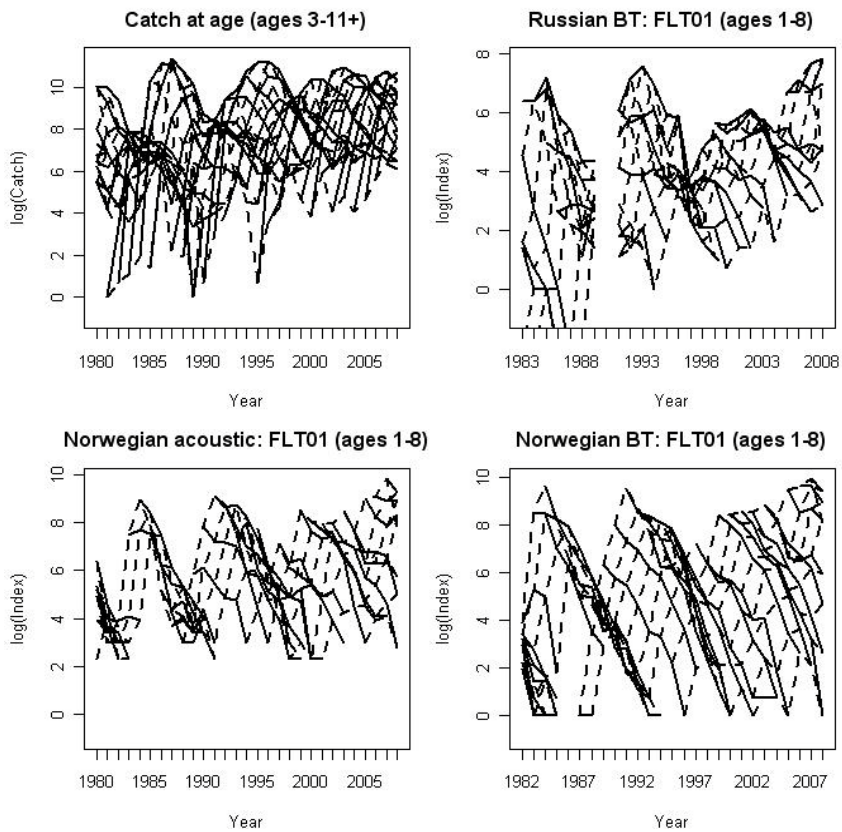 Catch at age (ages 3-11+)
log(Catch)
0 2 4 6 8 10
1980 1985 1990 1995 2000 2005
Year
Russian BT: FLT01 (ages 1-8)
log(Index)
0 2 4 6 8
1983 1988 1993 1998 2003 2008
Year
Norwegian acoustic: FLT01 (ages 1-8)
log(Index)
0 2 4 6 8 10
1980 1985 1990 1995 2000 2005
Year
Norwegian BT: FLT01 (ages 1-8)
log(Index)
0 2 4 6 8 10
1982 1987 1992 1997 2002 2007
Year